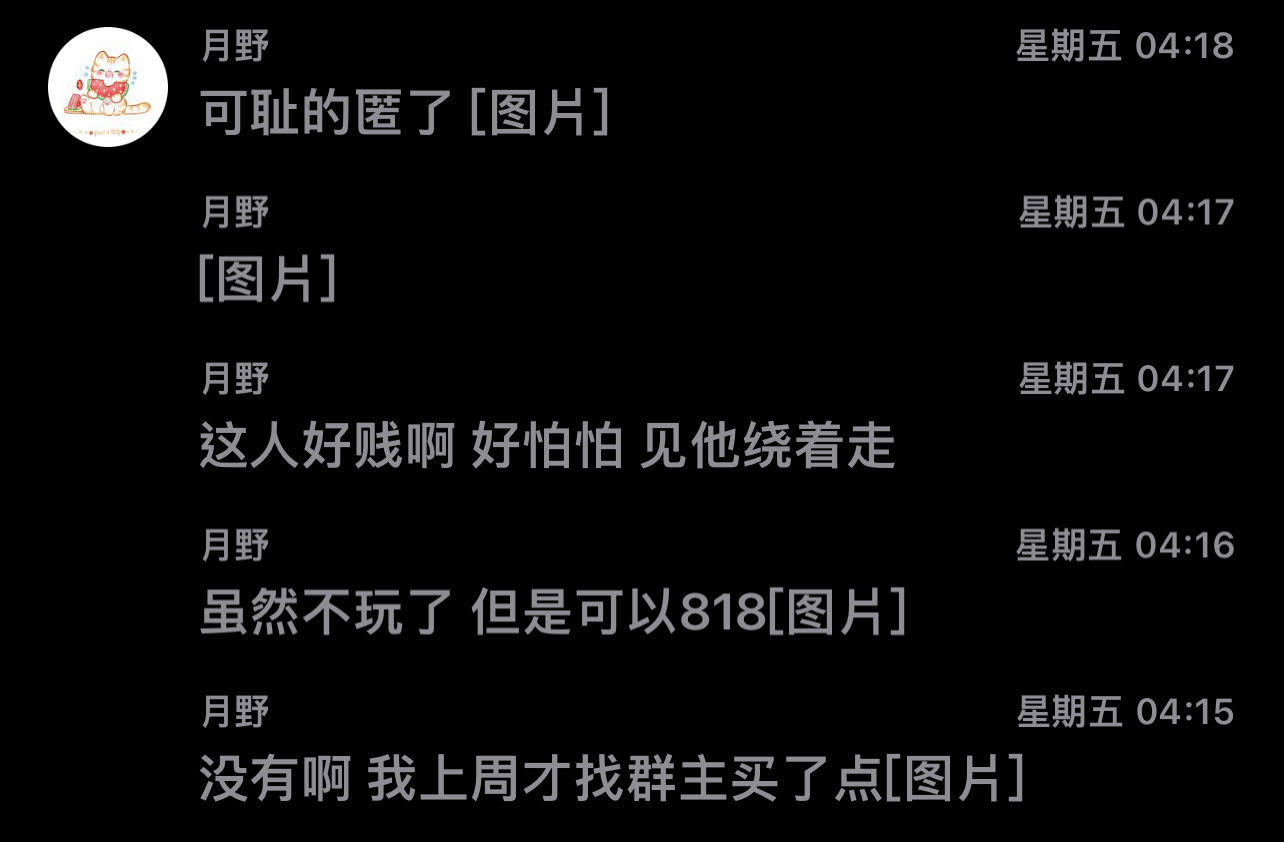 月野 星期五 04:18
可耻的匿了 [图片]
月野 星期五 04:17
[图片]
月野 星期五 04:17
这人好贱啊 好怕怕 见他绕着走
月野 星期五 04:16
虽然不玩了 但是可以818[图片]
月野 星期五 04:15
没有啊 我上周才找群主买了点[图片]